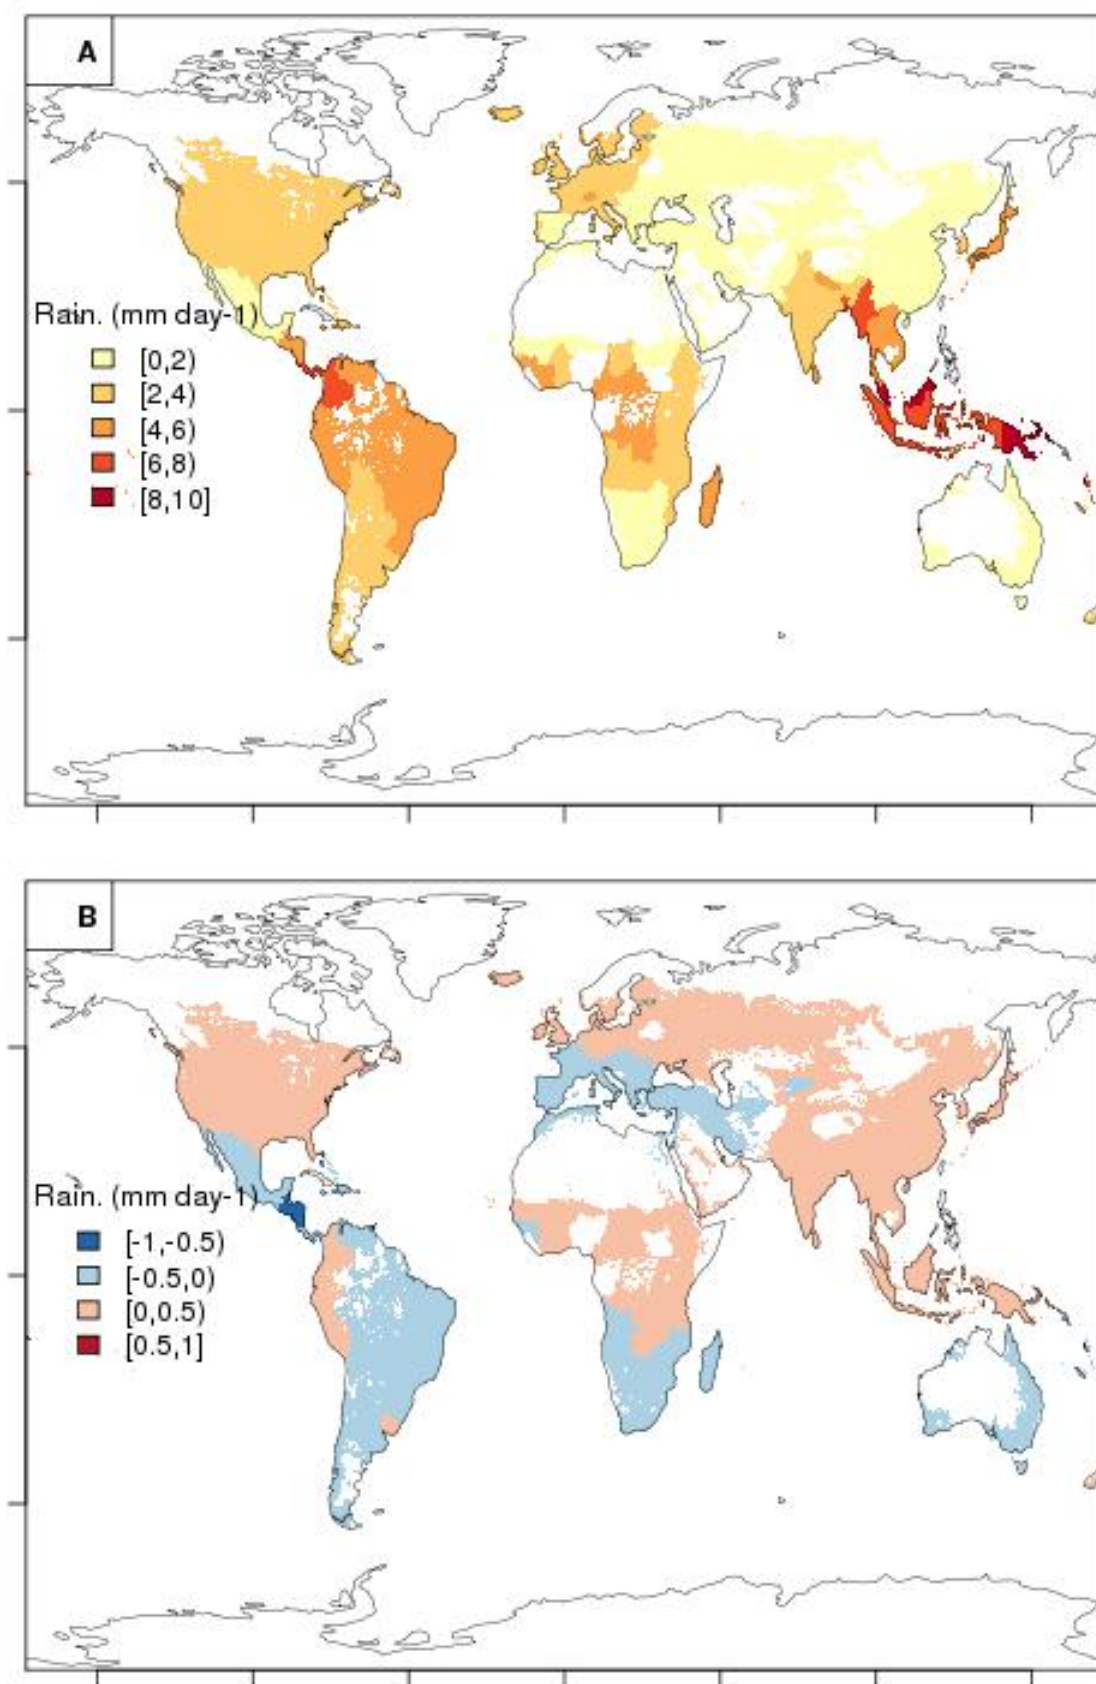 A
Rain. (mm day-1)
[0,2)
[2,4)
[4,6)
[6,8)
[8,10]
B
Rain. (mm day-1)
[-1,-0.5)
[-0.5,0)
[0,0.5)
[0.5,1]